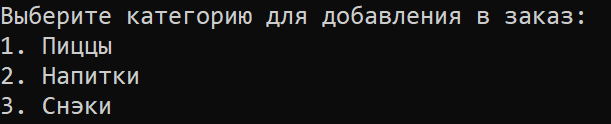 Выберите категорию для добавления в заказ:
1. Пиццы
2. Напитки
3. Снэки